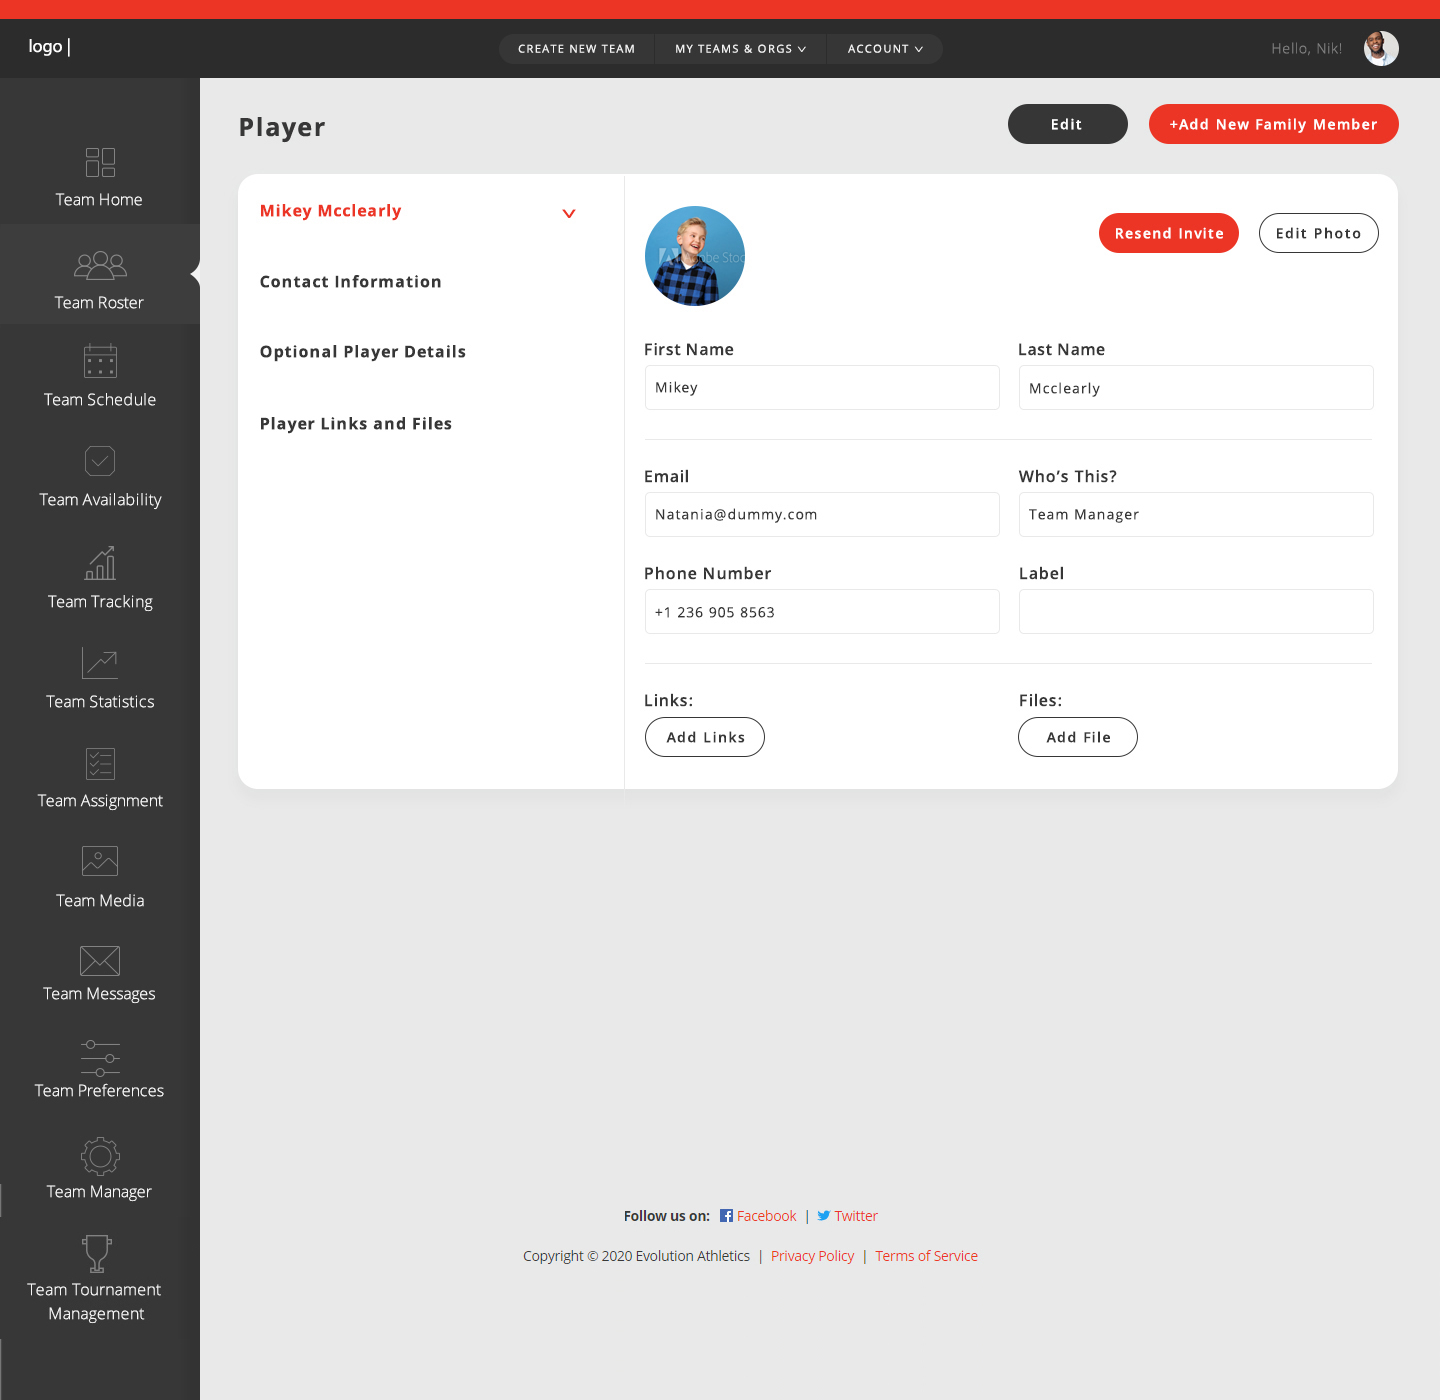 logo |
CREATE NEW TEAM
MY TEAMS & ORGS
ACCOUNT
Hello, Nik!
Team Home
Team Roster
Team Schedule
Team Availability
Team Tracking
Team Statistics
Team Assignment
Team Media
Team Messages
Team Preferences
Team Manager
Team Tournament
Management
Player
Edit
+Add New Family Member
Mikey Mcclearly
Contact Information
Optional Player Details
Player Links and Files
Adobe Stoc
Resend Invite
Edit Photo
First Name
Last Name
Mikey
Mcclearly
Email
Who’s This?
Natania@dummy.com
Team Manager
Phone Number
Label
+1 236 905 8563
Links:
Files:
Add Links
Add File
Follow us on: Facebook | Twitter
Copyright © 2020 Evolution Athletics | Privacy Policy | Terms of Service